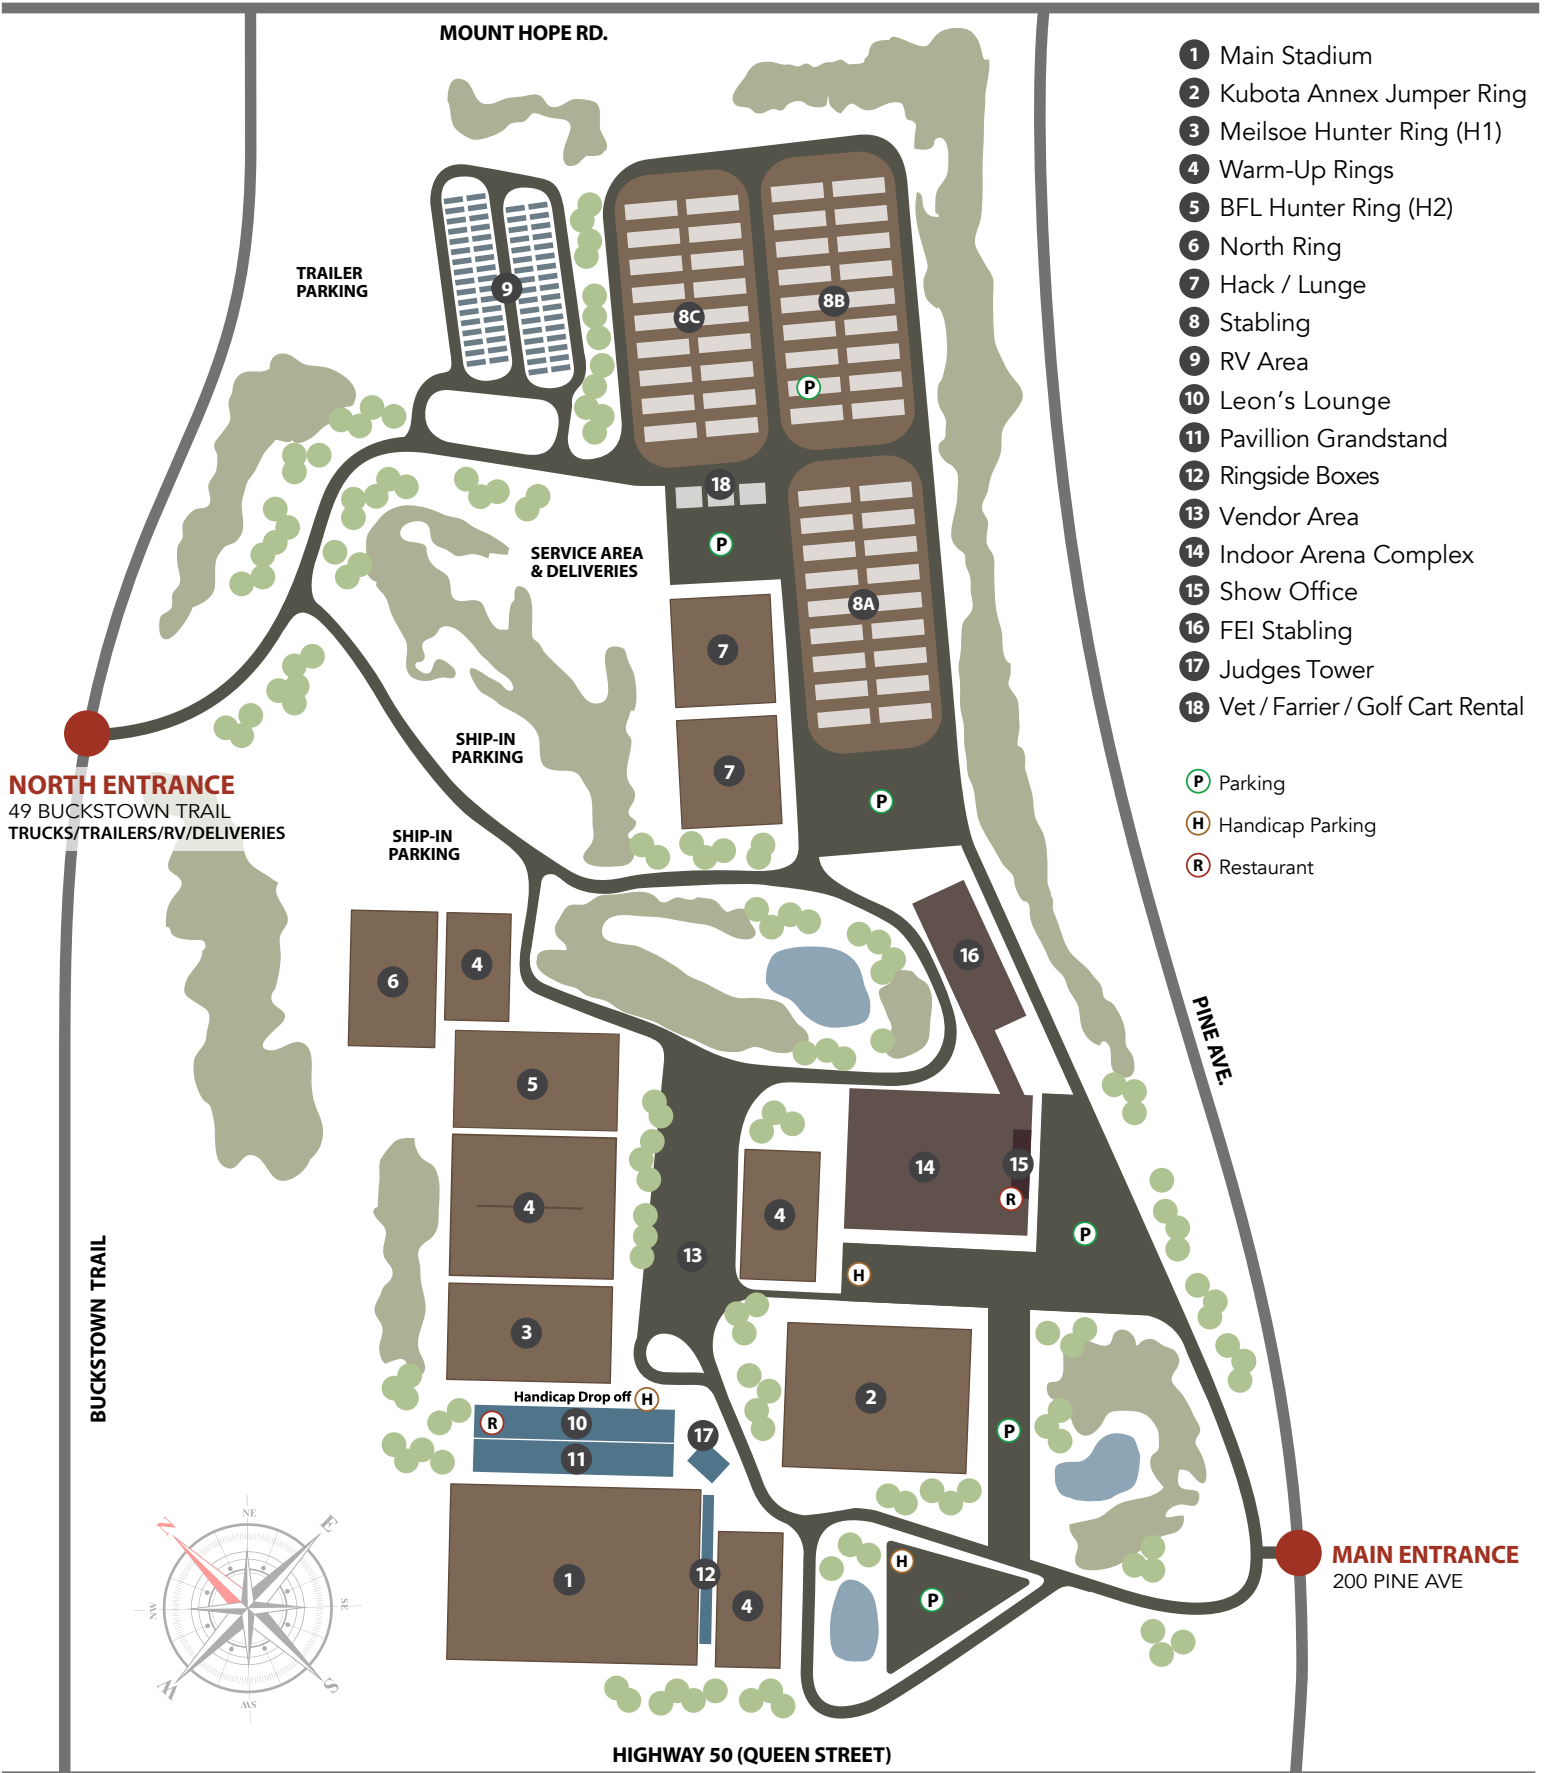 MOUNT HOPE RD.
1 Main Stadium
2 Kubota Annex Jumper Ring
3 Meilsoe Hunter Ring (H1)
4 Warm-Up Rings
5 BFL Hunter Ring (H2)
6 North Ring
7 Hack / Lunge
8 Stabling
9 RV Area
10 Leon's Lounge
11 Pavillion Grandstand
12 Ringside Boxes
13 Vendor Area
14 Indoor Arena Complex
15 Show Office
16 FEI Stabling
17 Judges Tower
18 Vet / Farrier / Golf Cart Rental
P Parking
H Handicap Parking
R Restaurant
TRAILER
PARKING
9
8C
8B
P
18
P
SERVICE AREA
& DELIVERIES
8A
7
7
P
SHIP-IN
PARKING
NORTH ENTRANCE
49 BUCKSTOWN TRAIL
TRUCKS/TRAILERS/RV/DELIVERIES
SHIP-IN
PARKING
6
4
16
PINE AVE.
5
4
13
4
14
15
R
P
H
3
2
P
BUCKSTOWN TRAIL
Handicap Drop off H
R
10
11
17
1
12
4
H
P
MAIN ENTRANCE
200 PINE AVE
N
NE
E
SE
S
SW
W
NW
HIGHWAY 50 (QUEEN STREET)